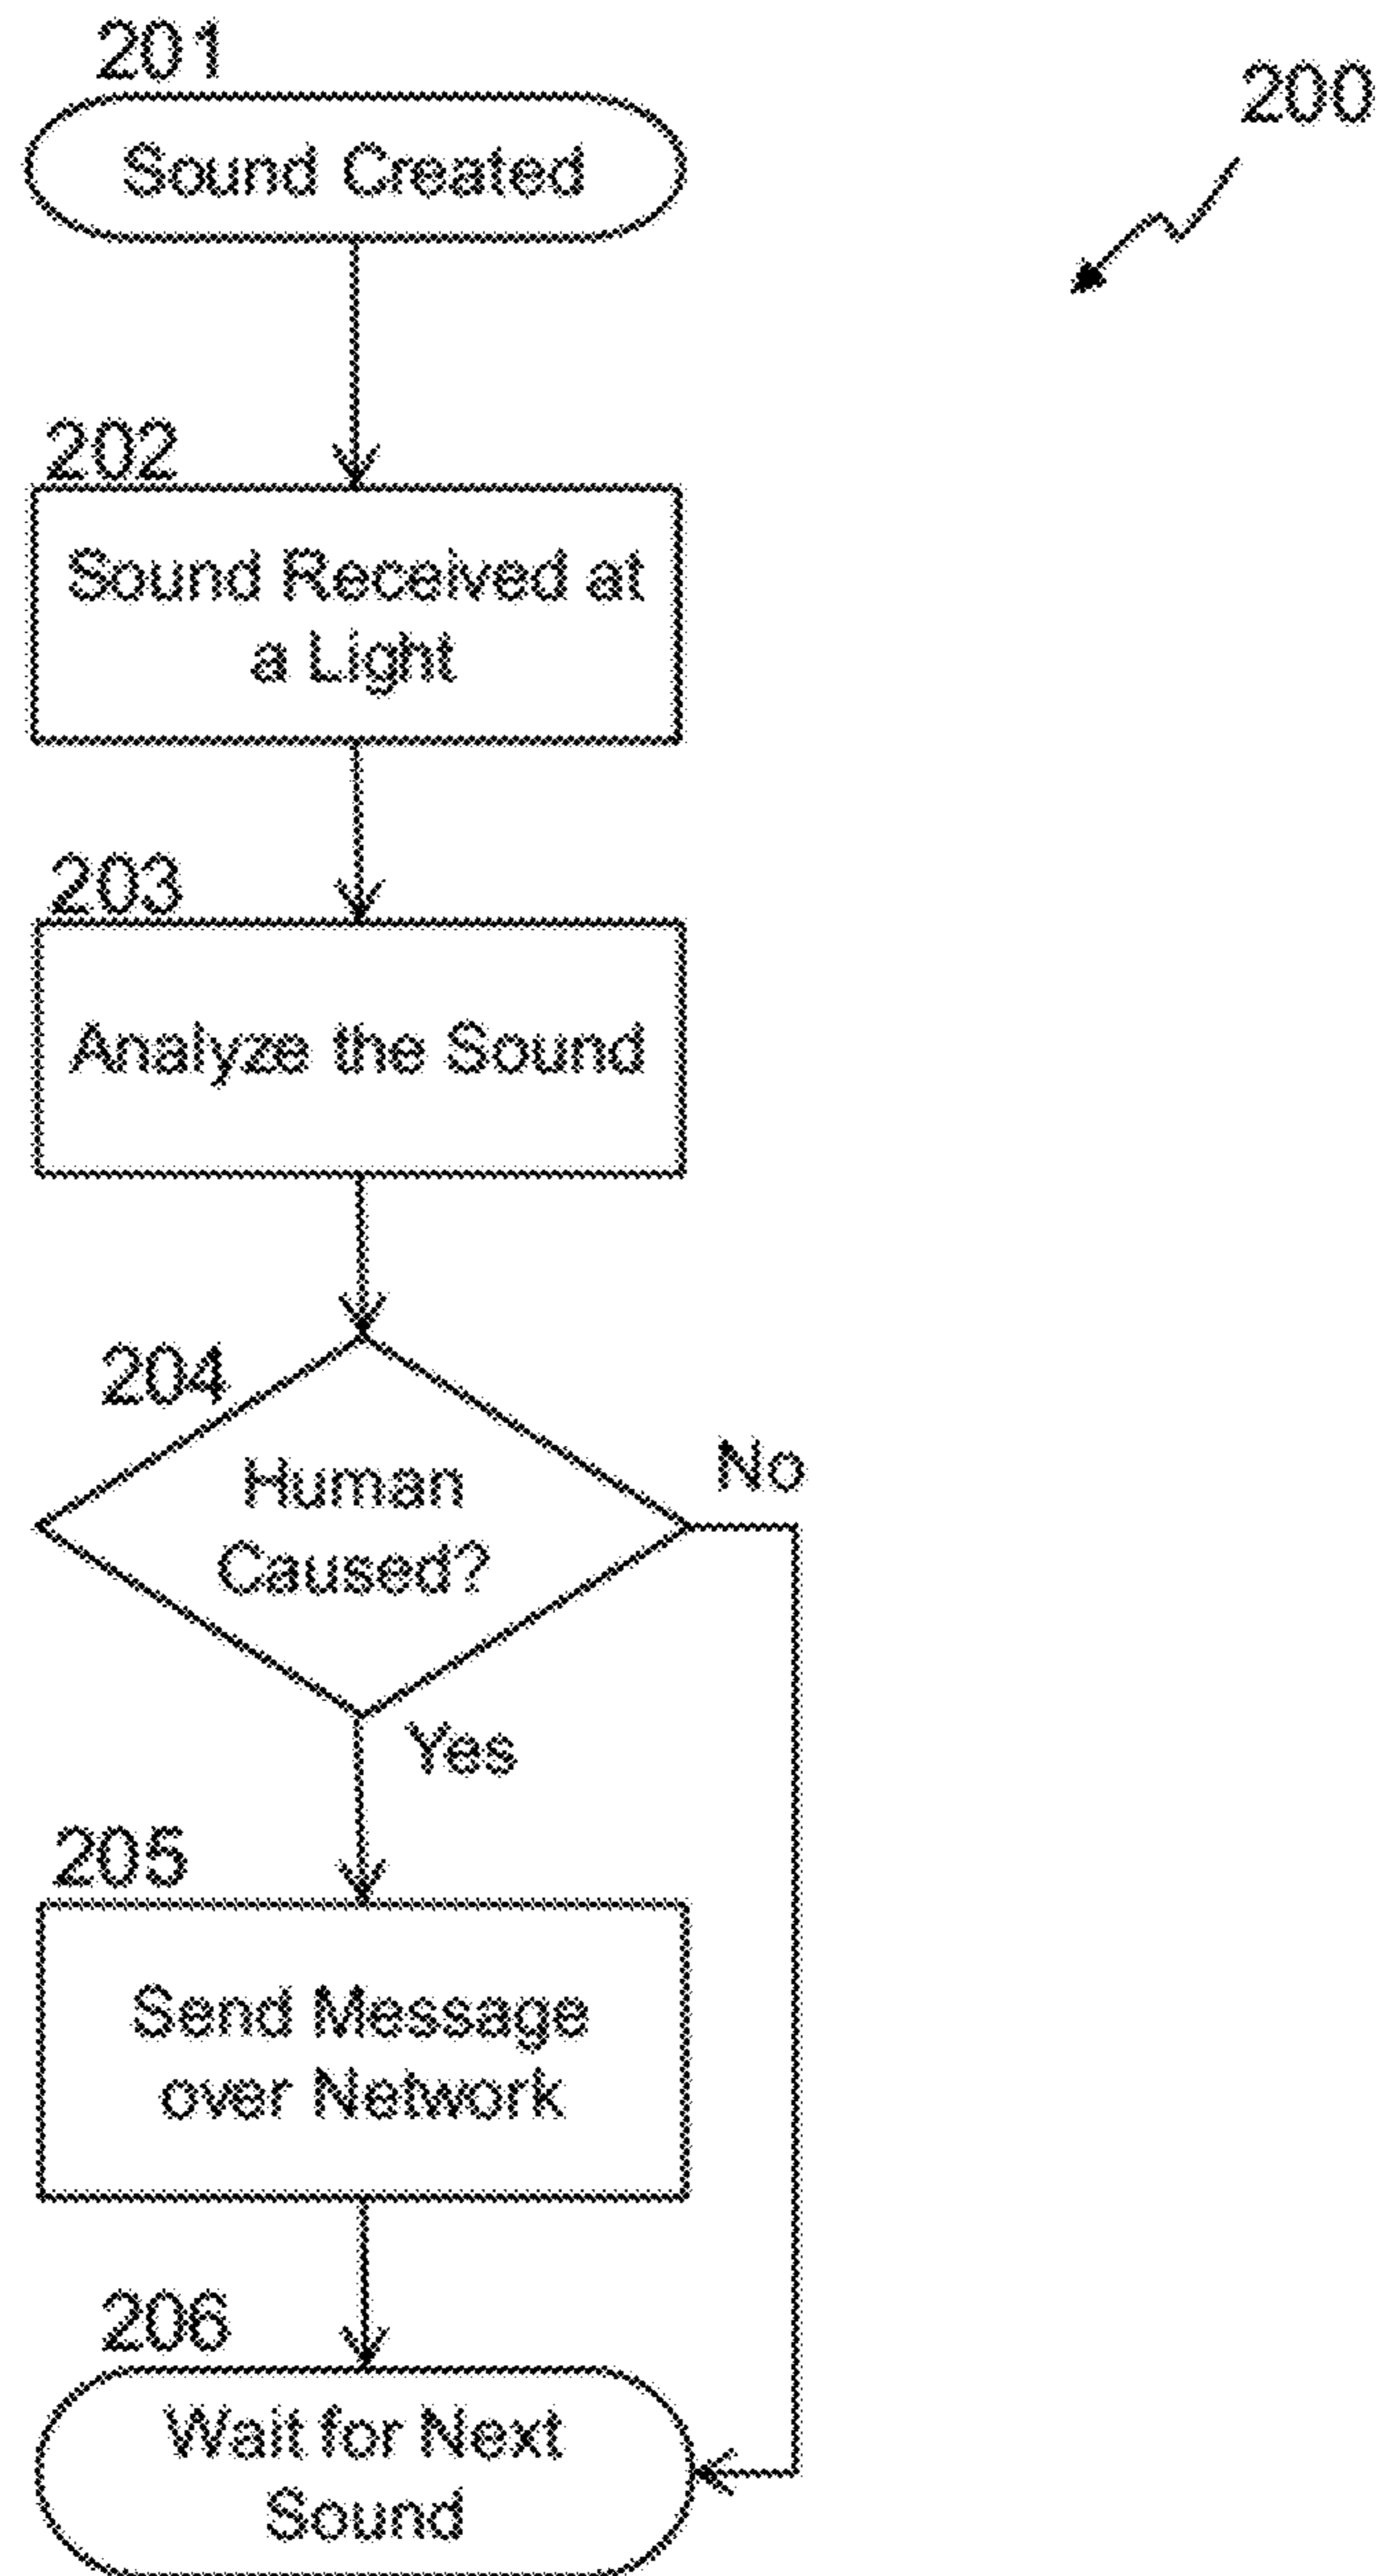 201
200
Sound Created
202
Sound Received at
a Light
203
Analyze the Sound
204
Human
Caused?
No
Yes
205
Send Message
over Network
206
Wait for Next
Sound